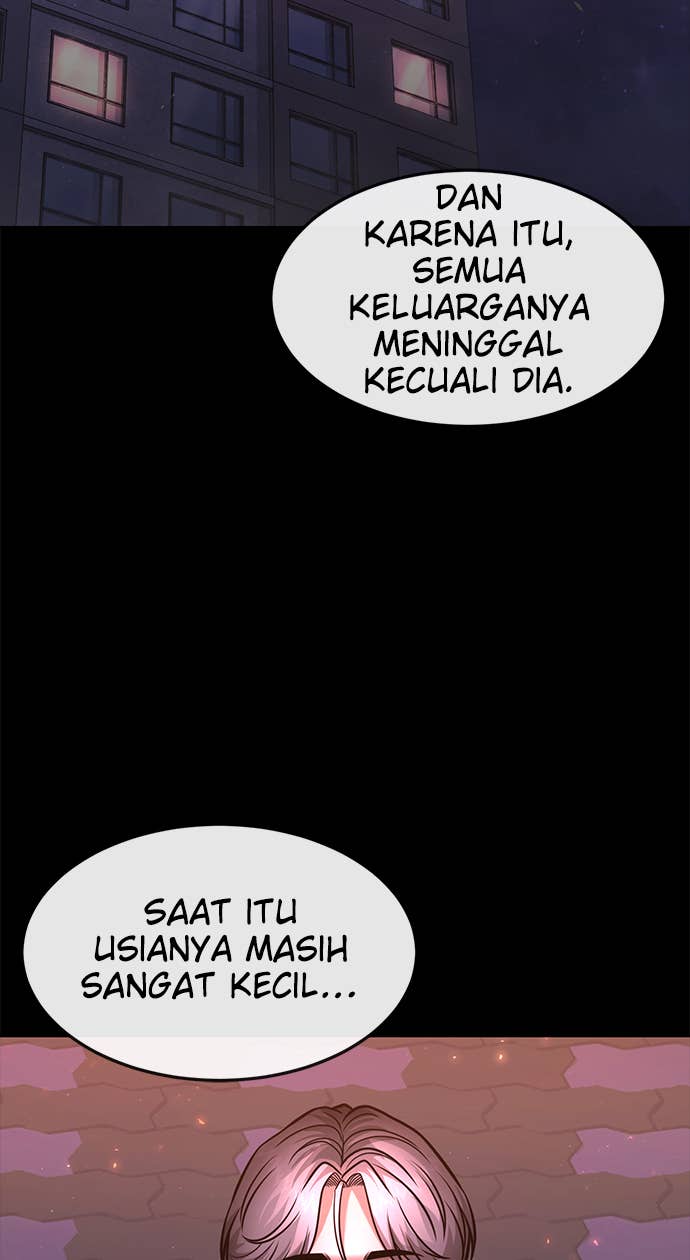 DAN
KARENA ITU,
SEMUA
KELUARGANYA
MENINGGAL
KECUALI DIA.
SAAT ITU
USIANYA MASIH
SANGAT KECIL...